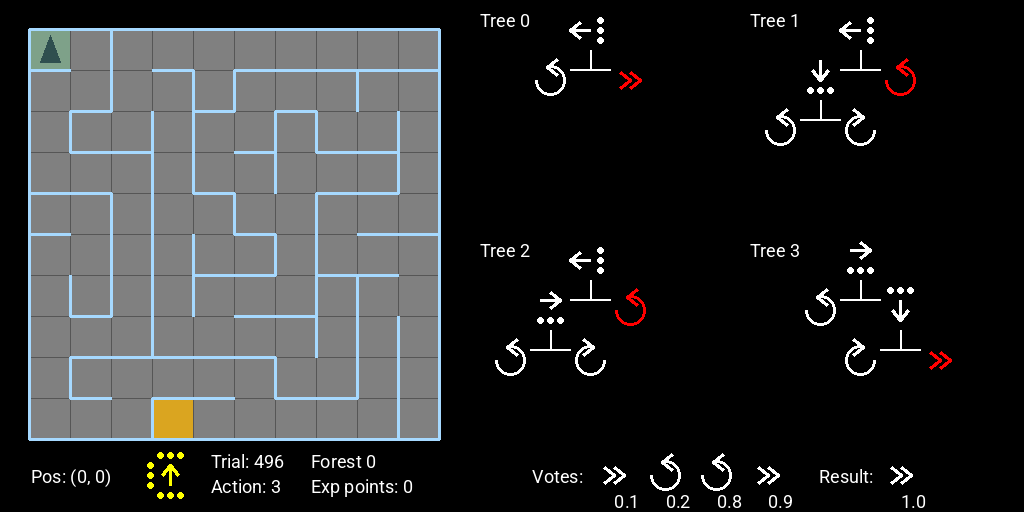 Tree 0
Tree 1
Tree 2
Tree 3
Pos: (0, 0)
Trial: 496
Forest 0
Action: 3
Exp points: 0
Votes:
0.1
0.2
0.8
0.9
Result:
1.0